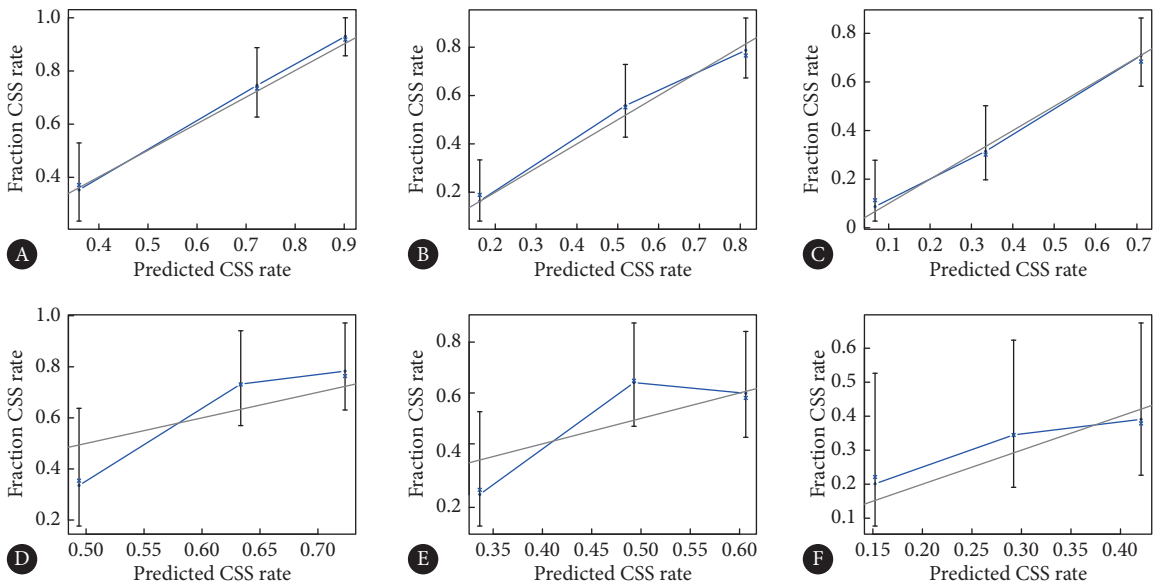 Fraction CSS rate
1.0
0.8
0.6
0.4
0.4 0.5 0.6 0.7 0.8 0.9
Predicted CSS rate
A
Fraction CSS rate
0.8
0.6
0.4
0.2
0.2 0.3 0.4 0.5 0.6 0.7 0.8
Predicted CSS rate
B
Fraction CSS rate
0.8
0.6
0.4
0.2
0
0.1 0.2 0.3 0.4 0.5 0.6 0.7
Predicted CSS rate
C
Fraction CSS rate
1.0
0.8
0.6
0.4
0.2
0.50 0.55 0.60 0.65 0.70
Predicted CSS rate
D
Fraction CSS rate
0.8
0.6
0.4
0.2
0.35 0.40 0.45 0.50 0.55 0.60
Predicted CSS rate
E
Fraction CSS rate
0.6
0.5
0.4
0.3
0.2
0.1
0.15 0.20 0.25 0.30 0.35 0.40
Predicted CSS rate
F